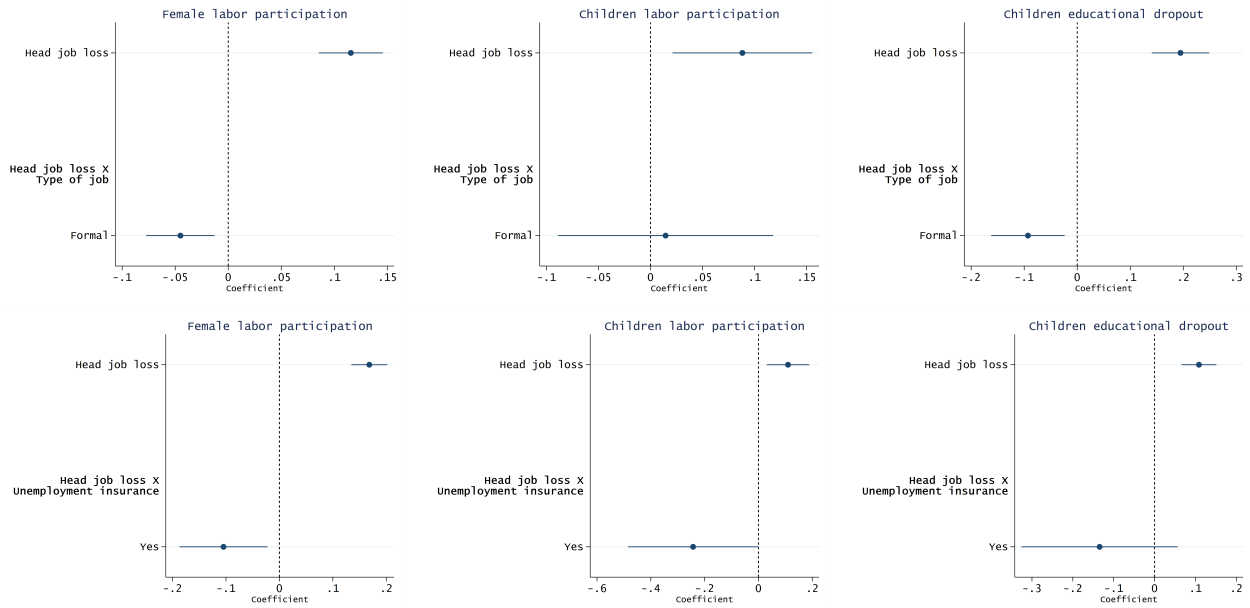 Female labor participation
Head job loss
Head job loss X
Type of job
Formal
-.1 -.05 0 .05 .1 .15
Coefficient
Children labor participation
Head job loss
Head job loss X
Type of job
Formal
-.1 -.05 0 .05 .1 .15
Coefficient
Children educational dropout
Head job loss
Head job loss X
Type of job
Formal
-.2 -.1 0 .1 .2 .3
Coefficient
Female labor participation
Head job loss
Head job loss X
Unemployment insurance
Yes
-.2 -.1 0 .1 .2
Coefficient
Children labor participation
Head job loss
Head job loss X
Unemployment insurance
Yes
-.6 -.4 -.2 0 .2
Coefficient
Children educational dropout
Head job loss
Head job loss X
Unemployment insurance
Yes
-.3 -.2 -.1 0 .1 .2
Coefficient